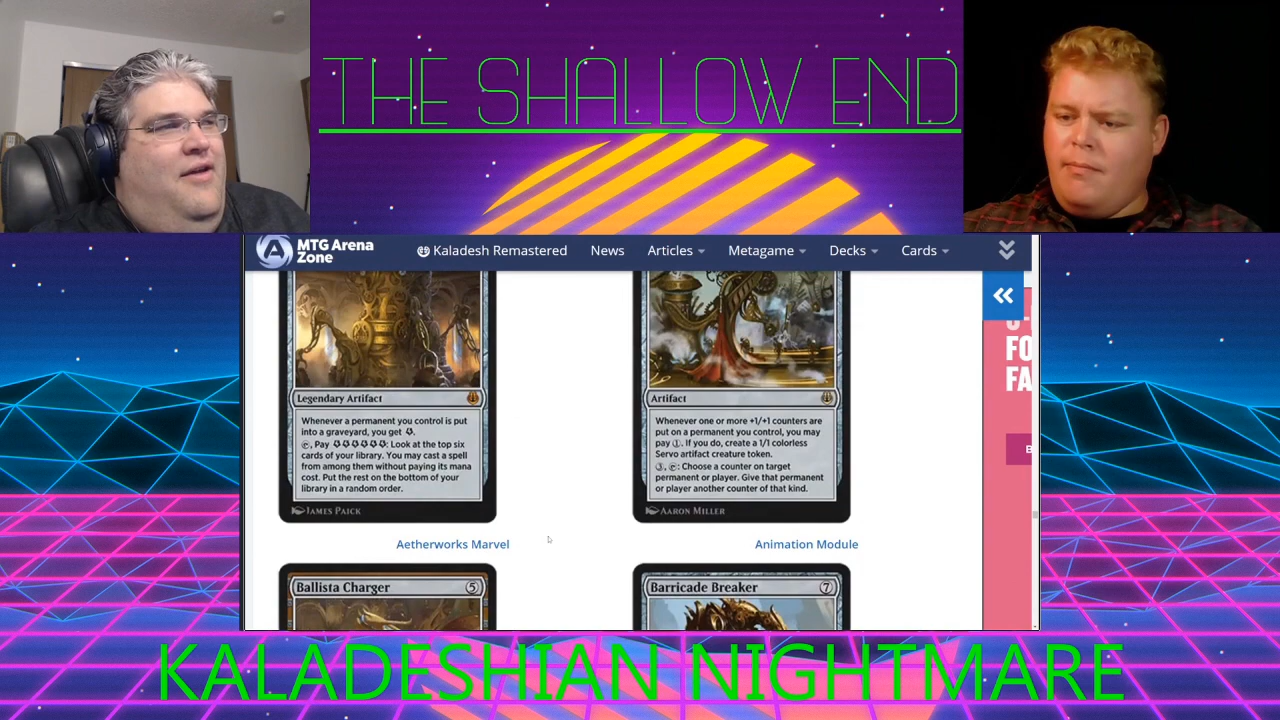 THE SHALLOW END
MTG Arena
Zone
Kaladesh Remastered
News
Articles
Metagame
Decks
Cards
FO
FA
B
Legendary Artifact
Whenever a permanent you control is put
into a graveyard, you get
, Pay : Look at the top six
cards of your library. You may cast a spell
from among them without paying its mana
cost. Put the rest on the bottom of your
library in a random order.
JAMES PAICK
Artifact
Whenever one or more +1/+1 counters are
put on a permanent you control, you may
pay 1. If you do, create a 1/1 colorless
Servo artifact creature token.
3, : Choose a counter on target
permanent or player. Give that permanent
or player another counter of that kind.
AARON MILLER
Aetherworks Marvel
Animation Module
Ballista Charger 5
Barricade Breaker 7
KALADESHIAN NIGHTMARE